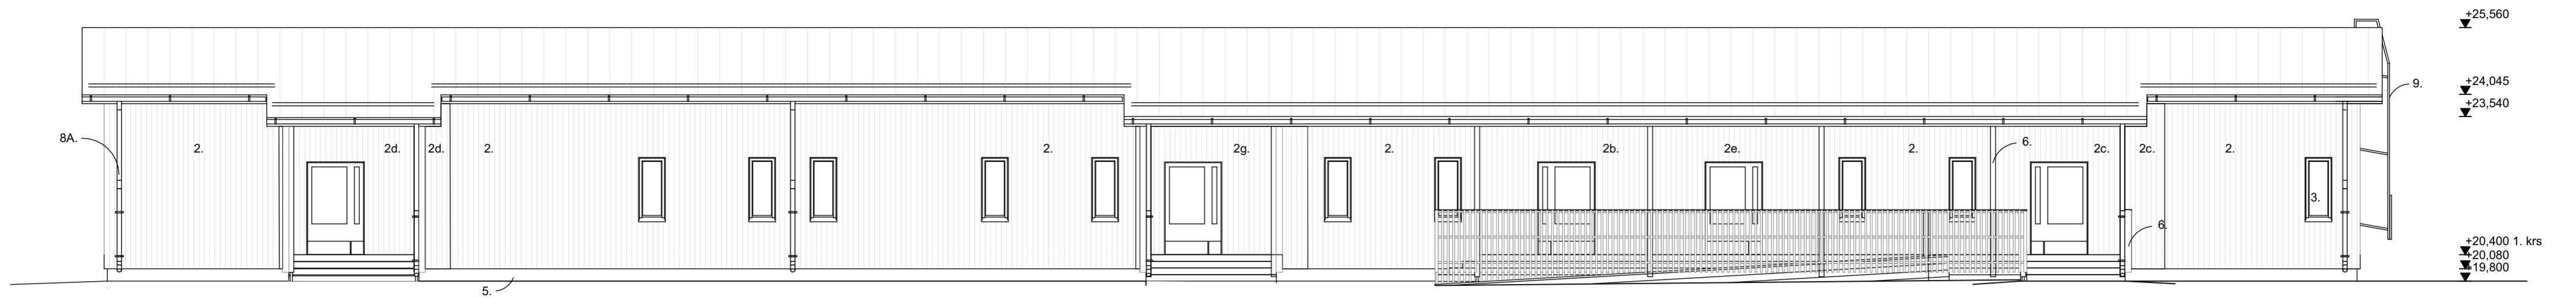 +25,560
+24,045
9.
+23,540
8A.
2.
2d.
2d.
2.
2.
2g.
2.
2b.
2e.
2.
6.
2c.
2c.
2.
3.
6.
+20,400 1. krs
+20,080
+19,800
5.